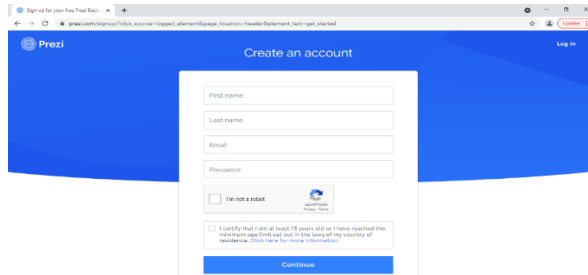 Sign up for your free Prezi Basic
prezi.com/signup/?click_source=logged_element&page_location=header&element_text=get_started
Update
Prezi
Log in
Create an account
First name
Last name
Email
Password
I'm not a robot
reCAPTCHA
Privacy - Terms
I certify that I am at least 13 years old or I have reached the
minimum age limit set out in the laws of my country of
residence. Click here for more information.
Continue